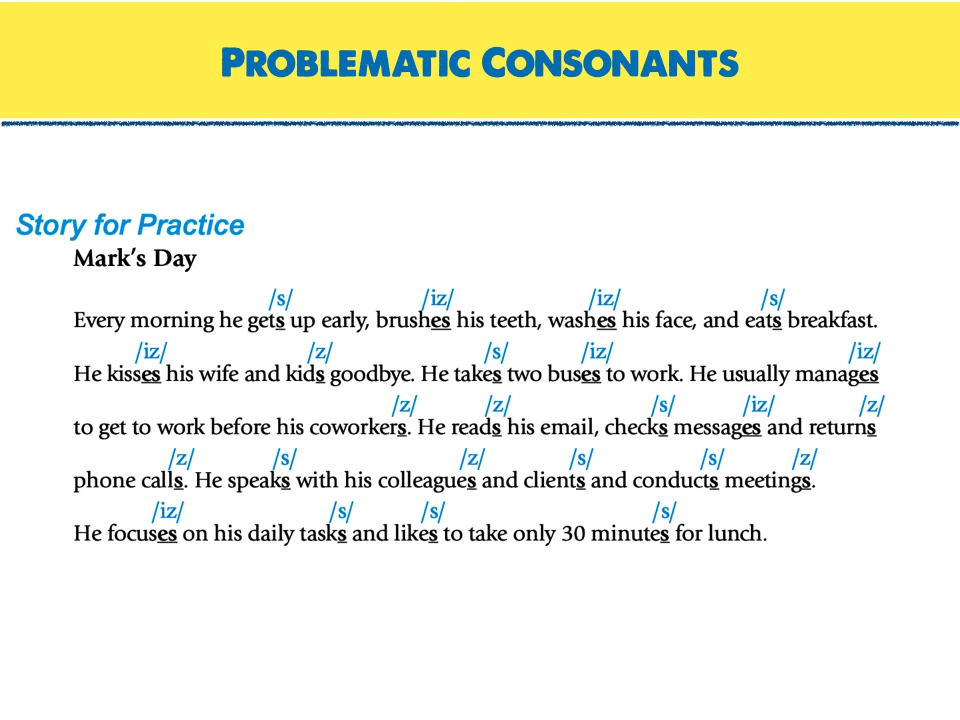 PROBLEMATIC CONSONANTS
Story for Practice
Mark's Day
/s/ /iz/ /iz/ /s/
Every morning he gets up early, brushes his teeth, washes his face, and eats breakfast.
/iz/ /z/ /s/ /iz/ /iz/
He kisses his wife and kids goodbye. He takes two buses to work. He usually manages
/z/ /z/ /s/ /iz/ /z/
to get to work before his coworkers. He reads his email, checks messages and returns
/z/ /s/ /z/ /s/ /s/ /z/
phone calls. He speaks with his colleagues and clients and conducts meetings.
/iz/ /s/ /s/ /s/
He focuses on his daily tasks and likes to take only 30 minutes for lunch.